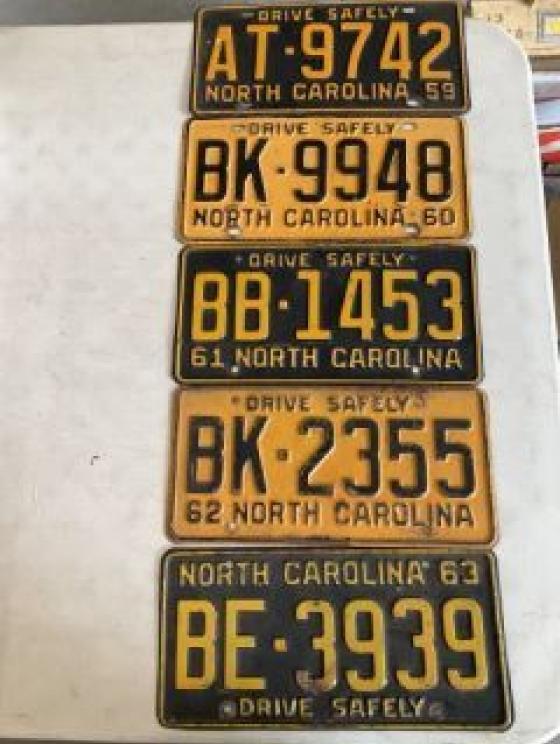 DRIVE SAFELY
AT·9742
NORTH CAROLINA 59
DRIVE SAFELY
BK·9948
NORTH CAROLINA·60
DRIVE SAFELY
BB·1453
61 NORTH CAROLINA
DRIVE SAFELY
BK·2355
62 NORTH CAROLINA
NORTH CAROLINA 63
BE·3939
DRIVE SAFELY